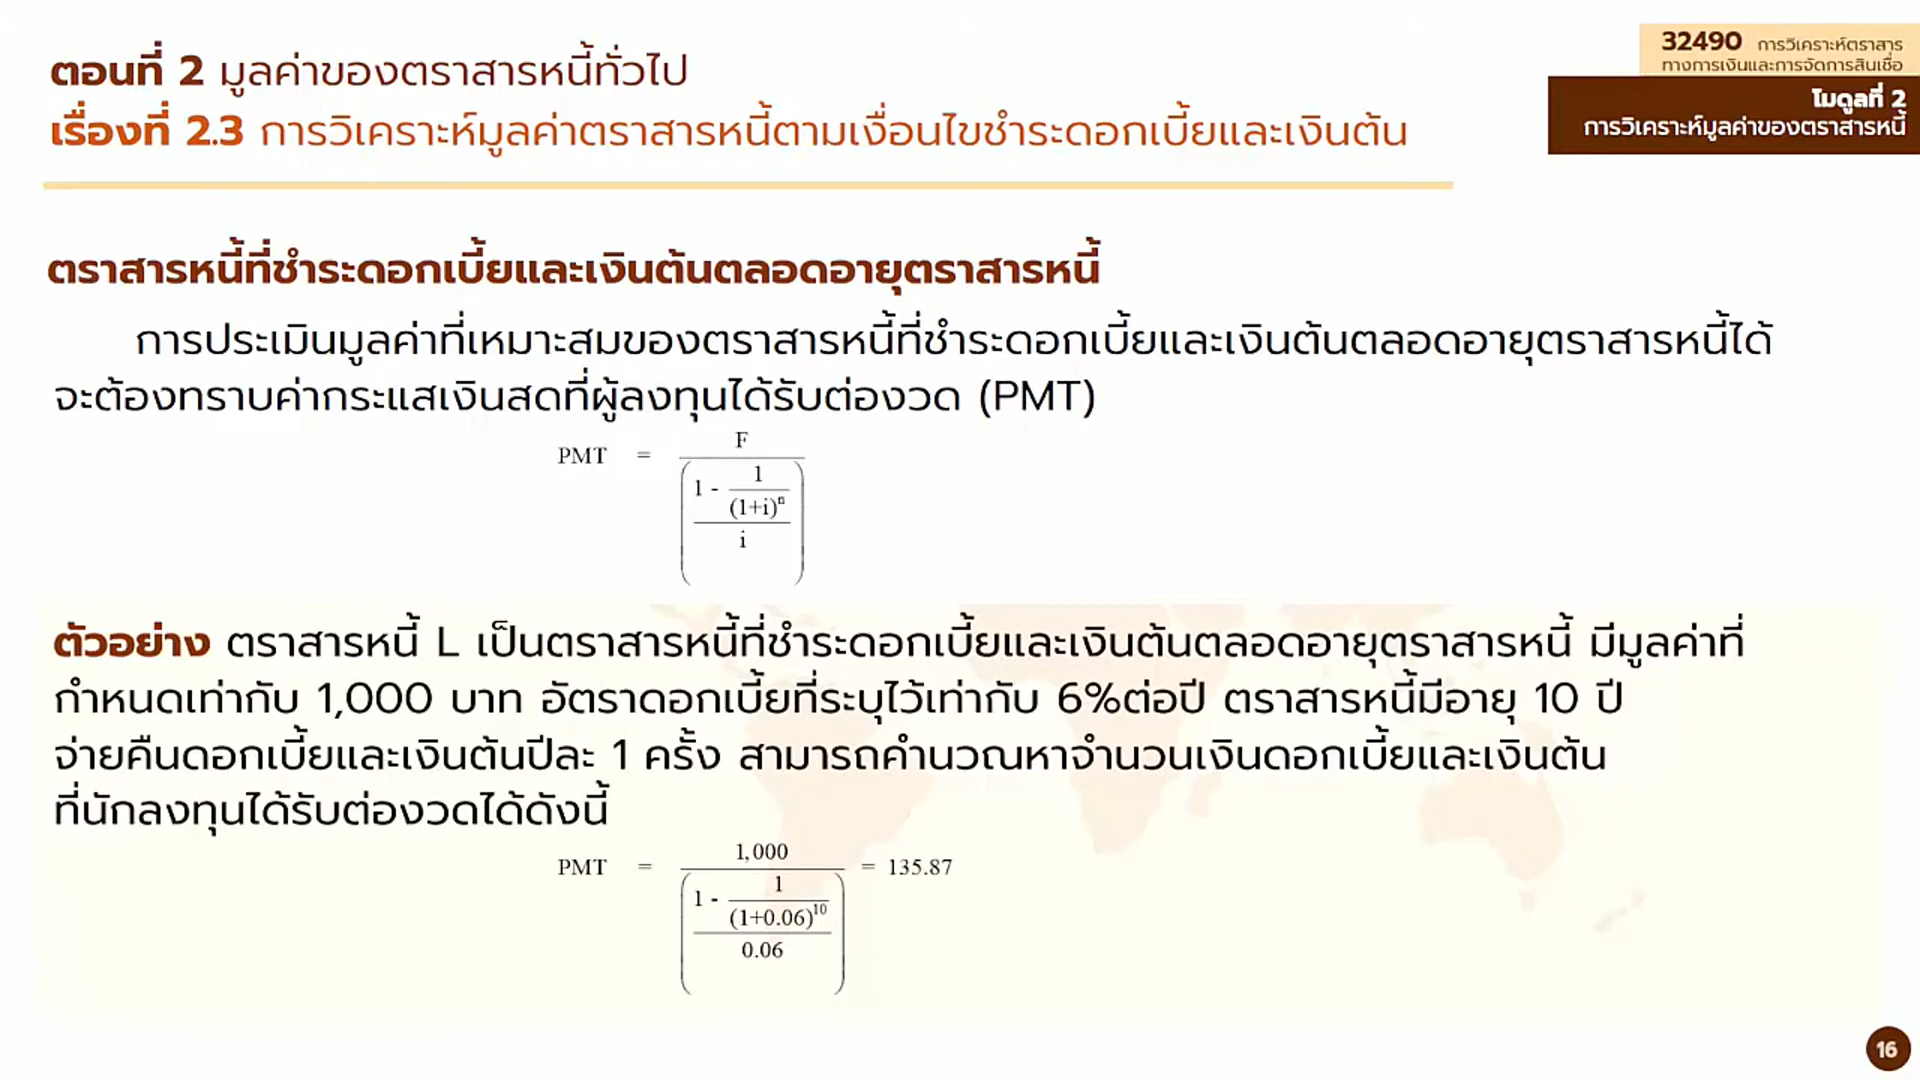 ตอนที่ 2 มูลค่าของตราสารหนี้ทั่วไป
เรื่องที่ 2.3 การวิเคราะห์มูลค่าตราสารหนี้ตามเงื่อนไขชำระดอกเบี้ยและเงินต้น
32490 การวิเคราะห์ตราสาร
ทางการเงินและการจัดการสินเชื่อ
โมดูลที่ 2
การวิเคราะห์มูลค่าของตราสารหนี้
ตราสารหนี้ที่ชำระดอกเบี้ยและเงินต้นตลอดอายุตราสารหนี้
การประเมินมูลค่าที่เหมาะสมของตราสารหนี้ที่ชำระดอกเบี้ยและเงินต้นตลอดอายุตราสารหนี้ได้
จะต้องทราบค่ากระแสเงินสดที่ผู้ลงทุนได้รับต่องวด (PMT)
F
PMT =
1
1 -
(1+i)ⁿ
i
ตัวอย่าง ตราสารหนี้ L เป็นตราสารหนี้ที่ชำระดอกเบี้ยและเงินต้นตลอดอายุตราสารหนี้ มีมูลค่าที่
กำหนดเท่ากับ 1,000 บาท อัตราดอกเบี้ยที่ระบุไว้เท่ากับ 6%ต่อปี ตราสารหนี้มีอายุ 10 ปี
จ่ายคืนดอกเบี้ยและเงินต้นปีละ 1 ครั้ง สามารถคำนวณหาจำนวนเงินดอกเบี้ยและเงินต้น
ที่นักลงทุนได้รับต่องวดได้ดังนี้
1,000
PMT = = 135.87
1
1 -
(1+0.06)¹⁰
0.06
16